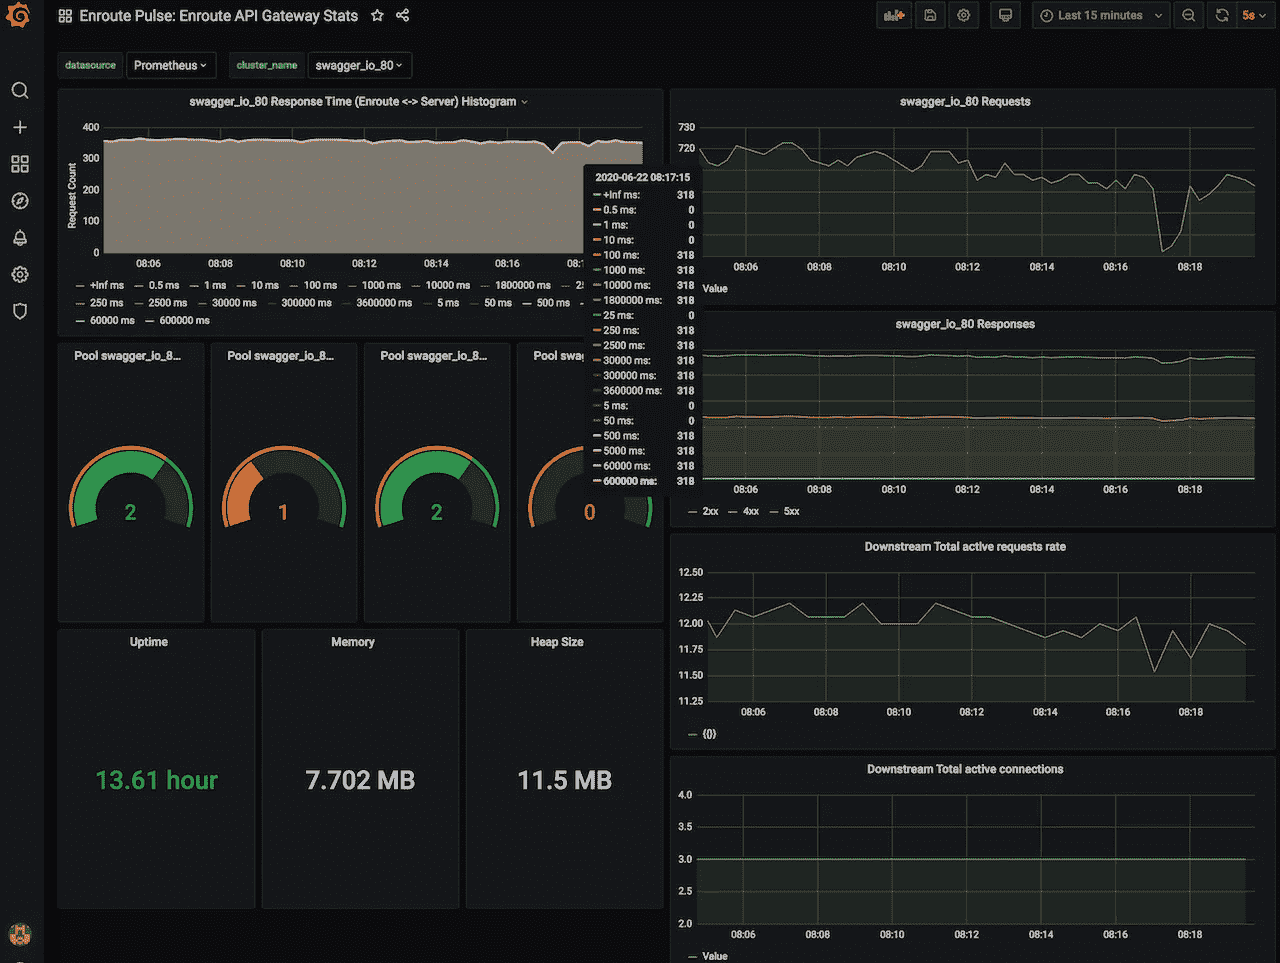 Enroute Pulse: Enroute API Gateway Stats
Last 15 minutes
5s
datasource Prometheus
cluster_name swagger_io_80
swagger_io_80 Response Time (Enroute <-> Server) Histogram
400
300
200
100
0
Request Count
08:06 08:08 08:10 08:12 08:14 08:16 08:1
+Inf ms 0.5 ms 1 ms 10 ms 100 ms 1000 ms 10000 ms 1800000 ms 25
250 ms 2500 ms 30000 ms 300000 ms 3600000 ms 5 ms 50 ms 500 ms
60000 ms 600000 ms
2020-06-22 08:17:15
+Inf ms: 318
0.5 ms: 0
1 ms: 0
10 ms: 0
100 ms: 318
1000 ms: 318
10000 ms: 318
1800000 ms: 318
25 ms: 0
250 ms: 318
2500 ms: 318
30000 ms: 318
300000 ms: 318
3600000 ms: 318
5 ms: 0
50 ms: 0
500 ms: 318
5000 ms: 318
60000 ms: 318
600000 ms: 318
swagger_io_80 Requests
730
720
08:06 08:08 08:10 08:12 08:14 08:16 08:18
Value
swagger_io_80 Responses
08:06 08:08 08:10 08:12 08:14 08:16 08:18
2xx 4xx 5xx
Pool swagger_io_8...
2
Pool swagger_io_8...
1
Pool swagger_io_8...
2
Pool swa
0
Uptime
13.61 hour
Memory
7.702 MB
Heap Size
11.5 MB
Downstream Total active requests rate
12.50
12.25
12.00
11.75
11.50
11.25
08:06 08:08 08:10 08:12 08:14 08:16 08:18
{()}
Downstream Total active connections
4.0
3.5
3.0
2.5
2.0
08:06 08:08 08:10 08:12 08:14 08:16 08:18
Value